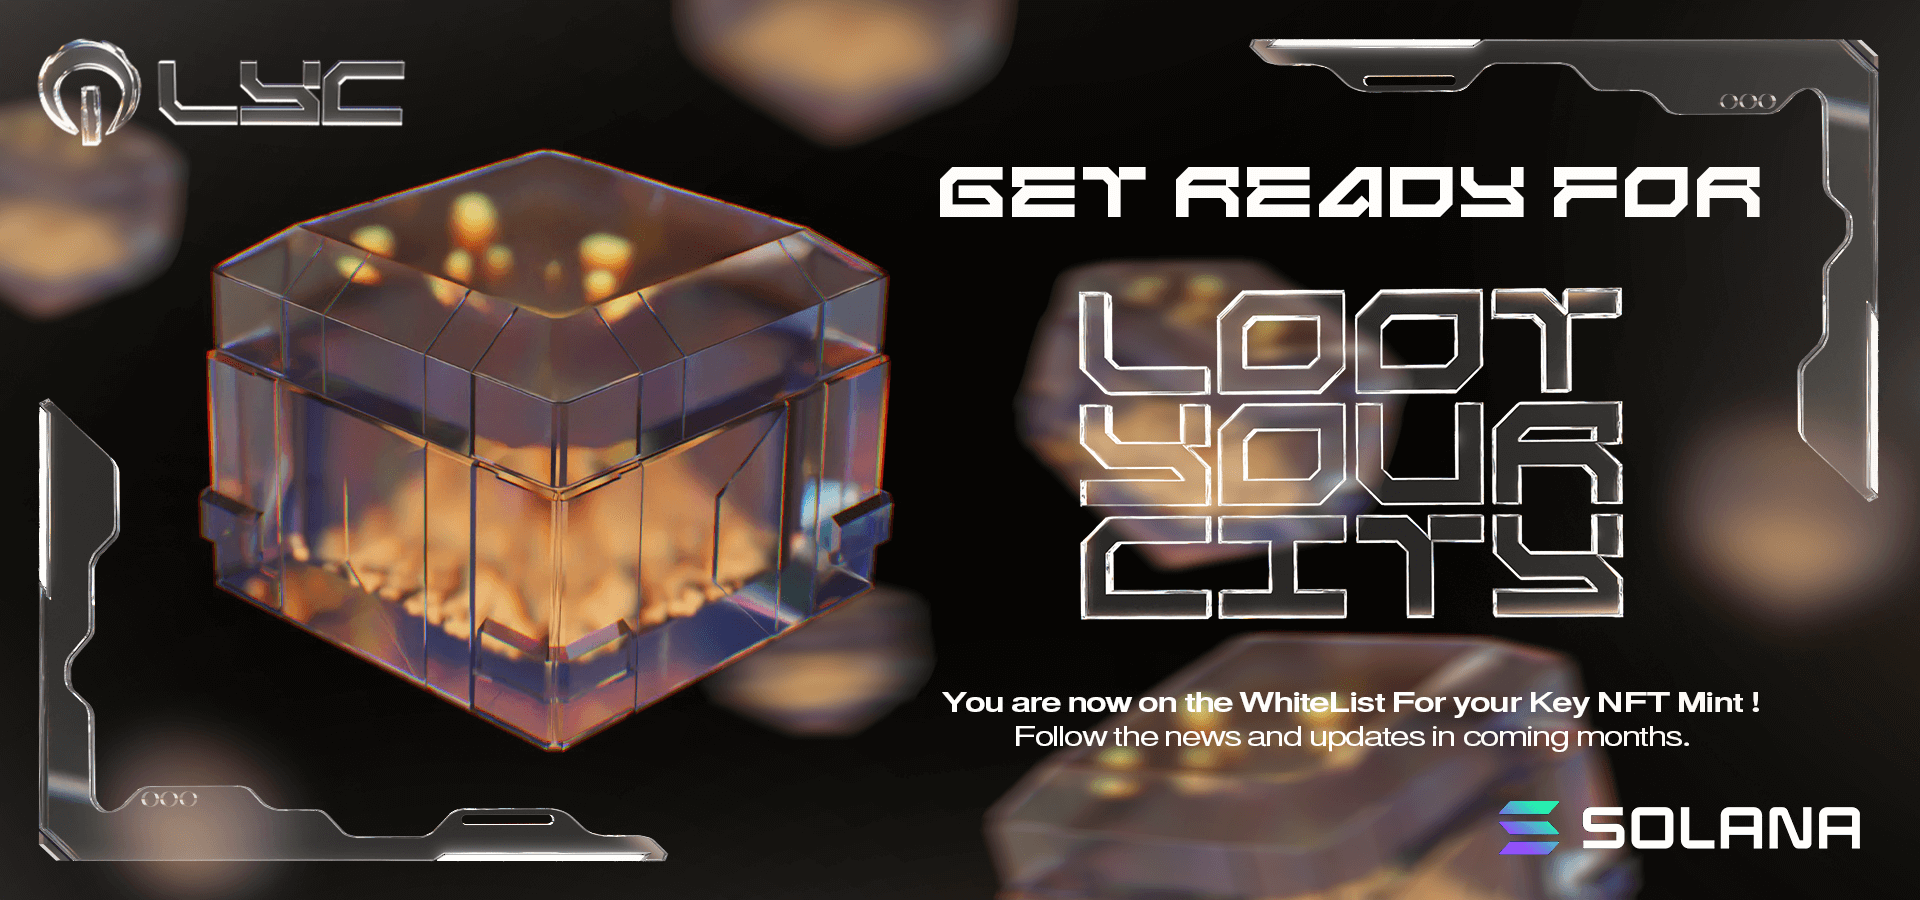 LYC
GET READY FOR
LOOT
YOUR
CITY
You are now on the WhiteList For your Key NFT Mint !
Follow the news and updates in coming months.
SOLANA